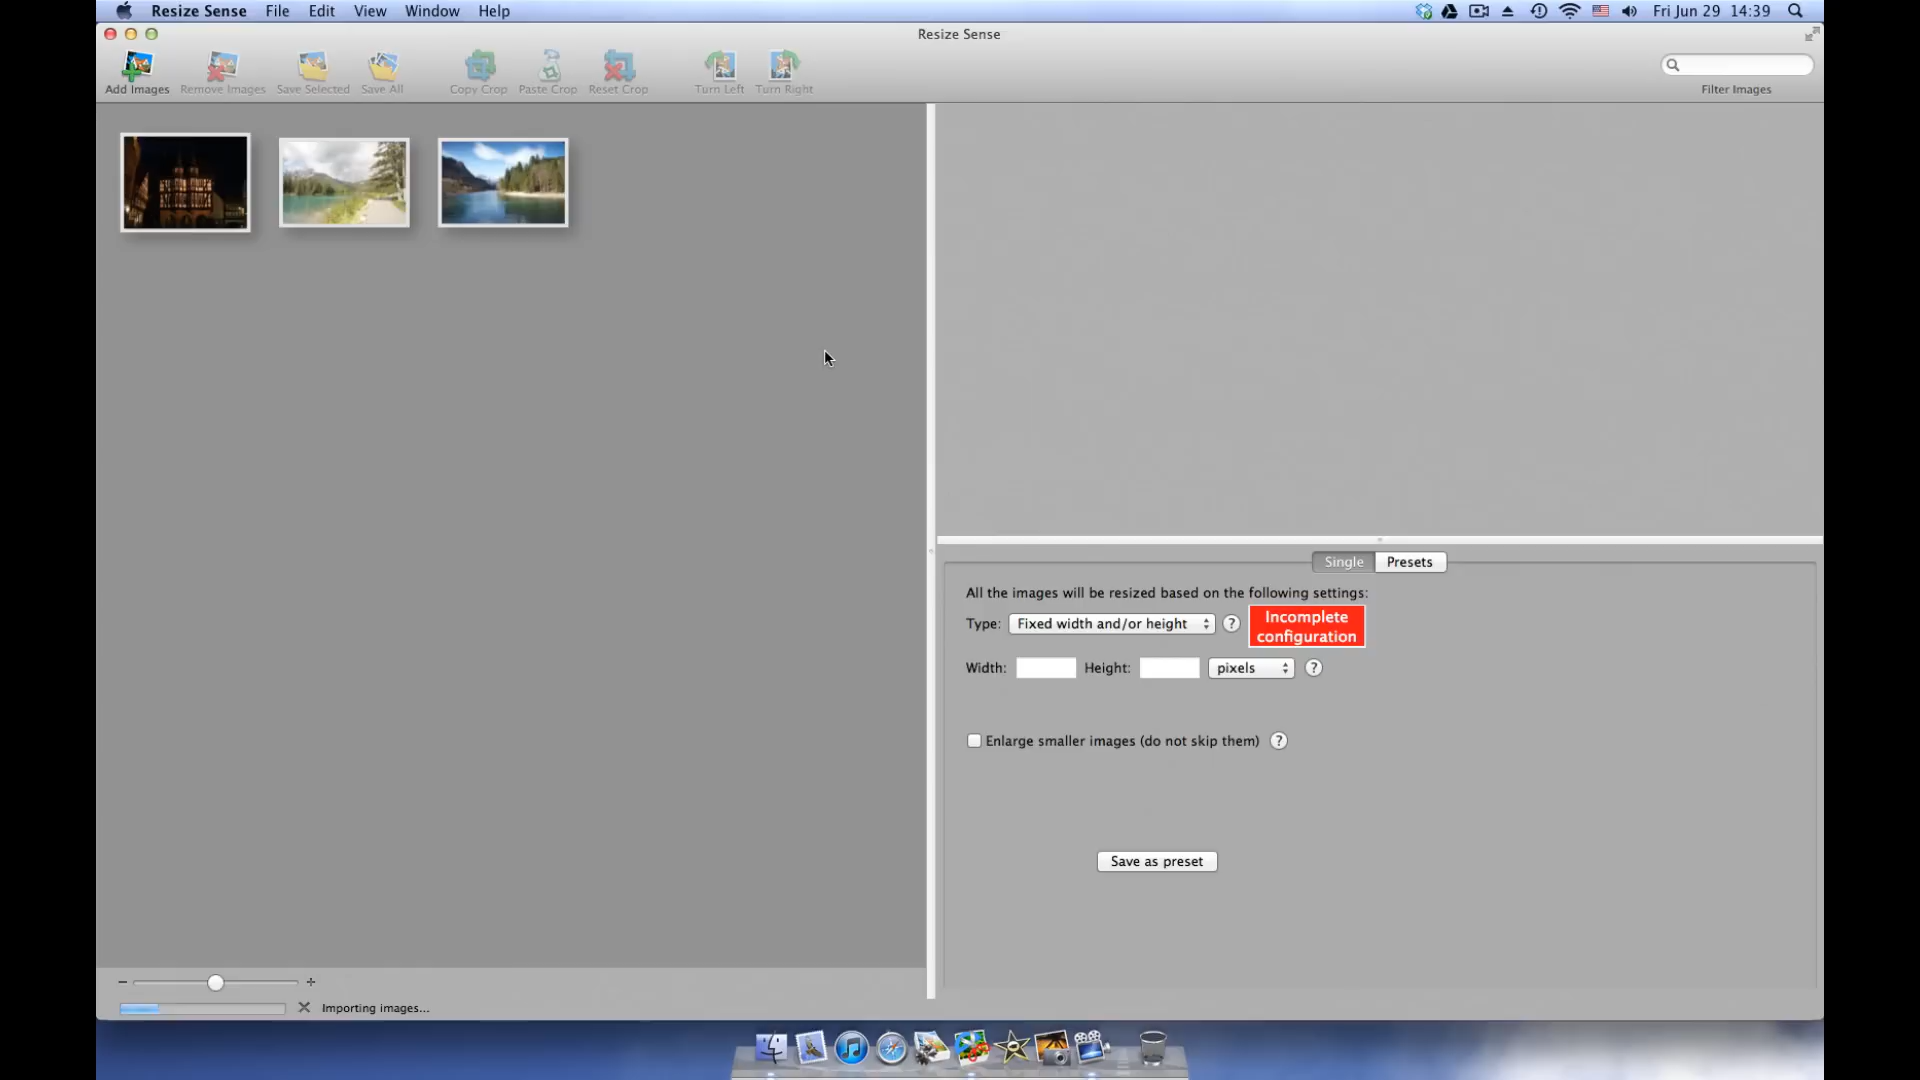 Resize Sense File Edit View Window Help Fri Jun 29 14:39
Resize Sense
Add Images Remove Images Save Selected Save All Copy Crop Paste Crop Reset Crop Turn Left Turn Right Filter Images
Single Presets
All the images will be resized based on the following settings:
Type: Fixed width and/or height ? Incomplete configuration
Width: Height: pixels ?
Enlarge smaller images (do not skip them) ?
Save as preset
Importing images...